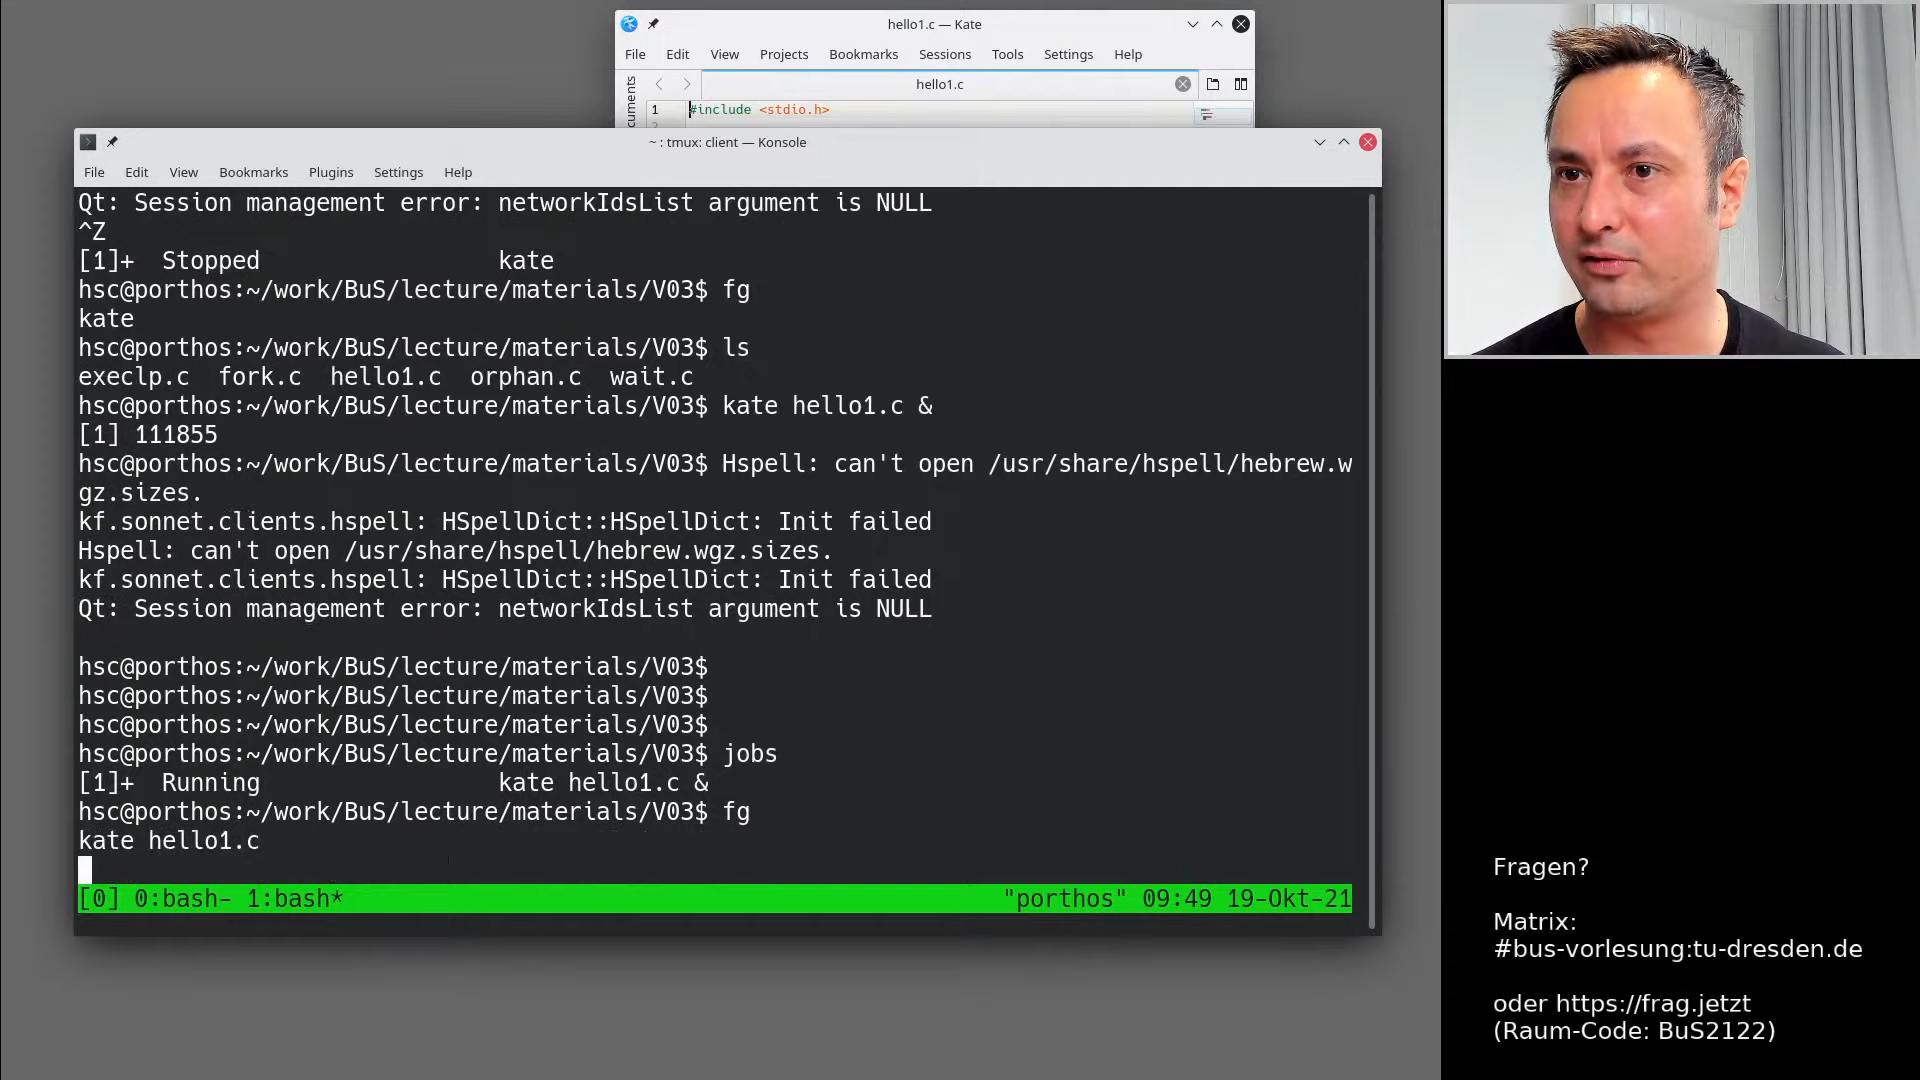 hello1.c — Kate
File Edit View Projects Bookmarks Sessions Tools Settings Help
hello1.c
cuments
1 #include <stdio.h>
2
~ : tmux: client — Konsole
File Edit View Bookmarks Plugins Settings Help
Qt: Session management error: networkIdsList argument is NULL
^Z
[1]+  Stopped                 kate
hsc@porthos:~/work/BuS/lecture/materials/V03$ fg
kate
hsc@porthos:~/work/BuS/lecture/materials/V03$ ls
execlp.c  fork.c  hello1.c  orphan.c  wait.c
hsc@porthos:~/work/BuS/lecture/materials/V03$ kate hello1.c &
[1] 111855
hsc@porthos:~/work/BuS/lecture/materials/V03$ Hspell: can't open /usr/share/hspell/hebrew.w
gz.sizes.
kf.sonnet.clients.hspell: HSpellDict::HSpellDict: Init failed
Hspell: can't open /usr/share/hspell/hebrew.wgz.sizes.
kf.sonnet.clients.hspell: HSpellDict::HSpellDict: Init failed
Qt: Session management error: networkIdsList argument is NULL
hsc@porthos:~/work/BuS/lecture/materials/V03$
hsc@porthos:~/work/BuS/lecture/materials/V03$
hsc@porthos:~/work/BuS/lecture/materials/V03$
hsc@porthos:~/work/BuS/lecture/materials/V03$ jobs
[1]+  Running                 kate hello1.c &
hsc@porthos:~/work/BuS/lecture/materials/V03$ fg
kate hello1.c
[0] 0:bash- 1:bash* "porthos" 09:49 19-Okt-21
Fragen?
Matrix:
#bus-vorlesung:tu-dresden.de
oder https://frag.jetzt
(Raum-Code: BuS2122)